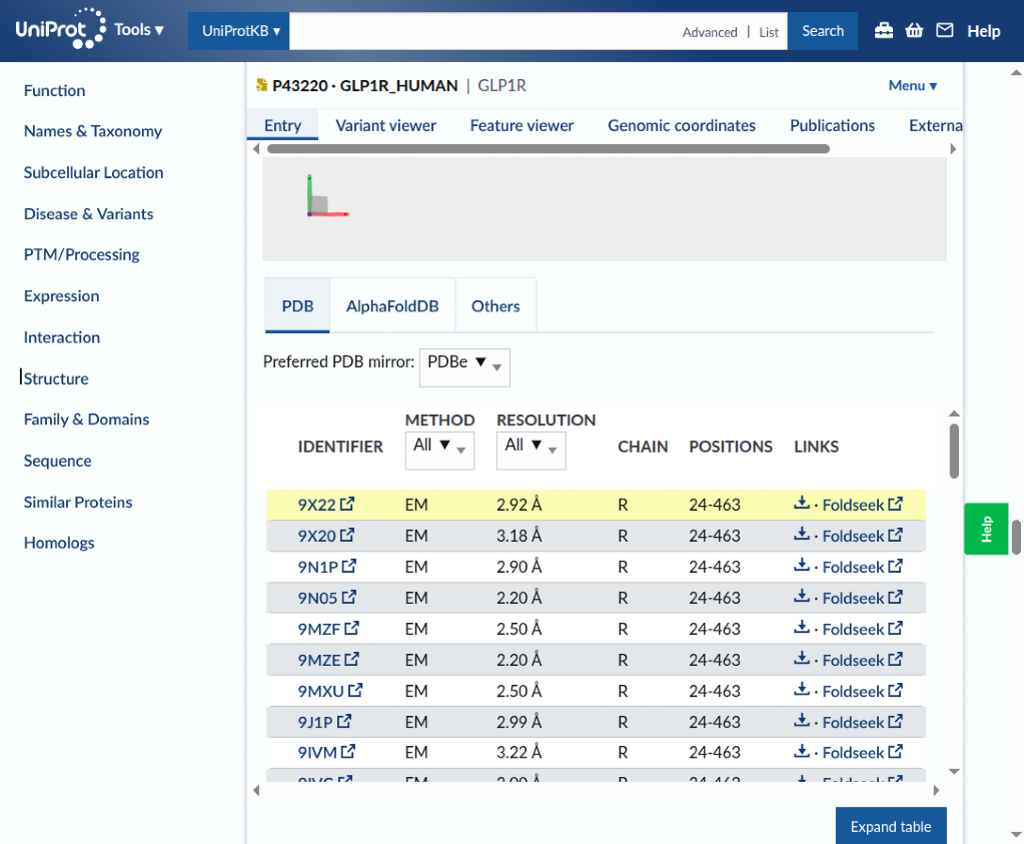 UniProt Tools ▼ UniProtKB ▾ Advanced | List Search Help
Function
Names & Taxonomy
Subcellular Location
Disease & Variants
PTM/Processing
Expression
Interaction
Structure
Family & Domains
Sequence
Similar Proteins
Homologs
P43220 · GLP1R_HUMAN | GLP1R Menu ▾
Entry Variant viewer Feature viewer Genomic coordinates Publications Externa
PDB AlphaFoldDB Others
Preferred PDB mirror: PDBe ▼
METHOD RESOLUTION
All ▼ All ▼
IDENTIFIER CHAIN POSITIONS LINKS
9X22 EM 2.92 Å R 24-463 · Foldseek
9X20 EM 3.18 Å R 24-463 · Foldseek
9N1P EM 2.90 Å R 24-463 · Foldseek
9N05 EM 2.20 Å R 24-463 · Foldseek
9MZF EM 2.50 Å R 24-463 · Foldseek
9MZE EM 2.20 Å R 24-463 · Foldseek
9MXU EM 2.50 Å R 24-463 · Foldseek
9J1P EM 2.99 Å R 24-463 · Foldseek
9IVM EM 3.22 Å R 24-463 · Foldseek
EM R 24-463 · Foldseek
Expand table
Help